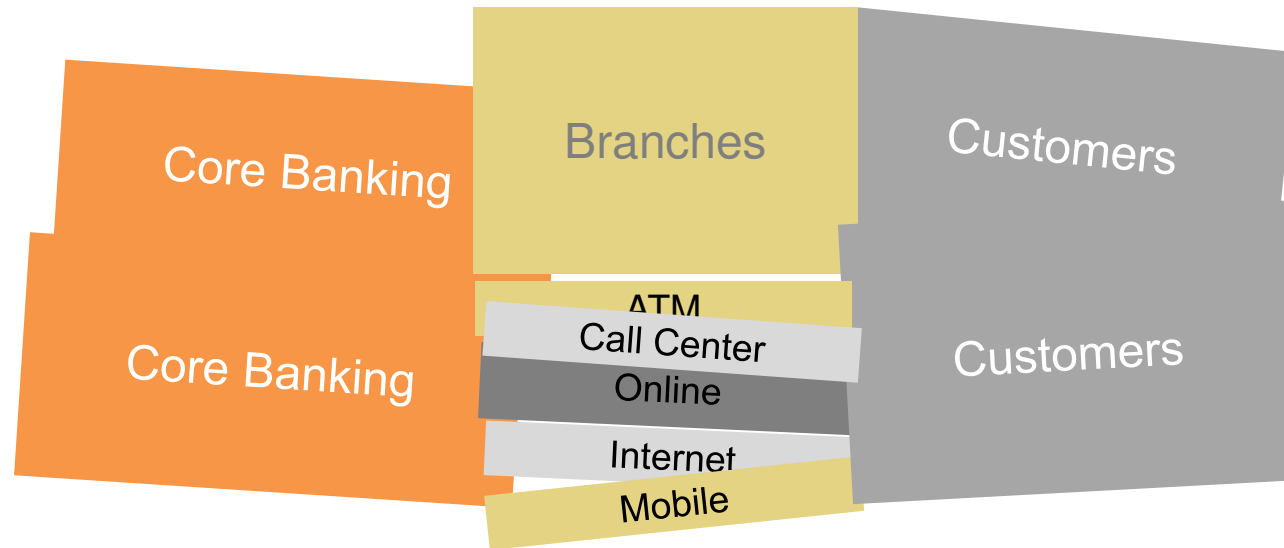 Core Banking
Branches
Customers
ATM
Call Center
Core Banking
Customers
Online
Internet
Mobile